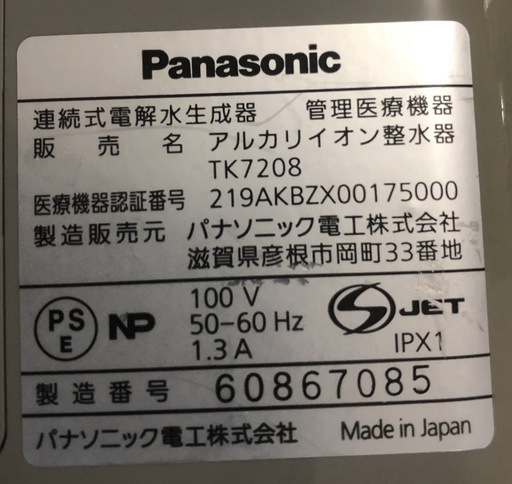 Panasonic
連続式電解水生成器 管理医療機器
販売名 アルカリイオン整水器
TK7208
医療機器認証番号 219AKBZX00175000
製造販売元 パナソニック電工株式会社
滋賀県彦根市岡町33番地
PS E NP 100 V
50-60 Hz
1.3 A
S JET
IPX1
製造番号 60867085
パナソニック電工株式会社 Made in Japan